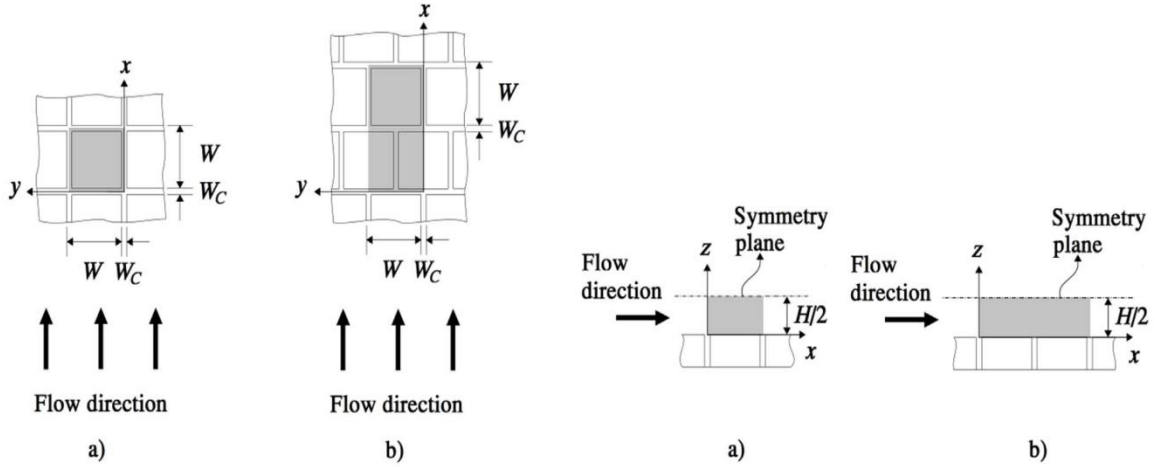 x
W
W_C
y
W W_C
Flow direction
a)
x
W
W_C
y
W W_C
Flow direction
b)
Symmetry
plane
z
Flow
direction
H/2
x
a)
Symmetry
plane
z
Flow
direction
H/2
x
b)